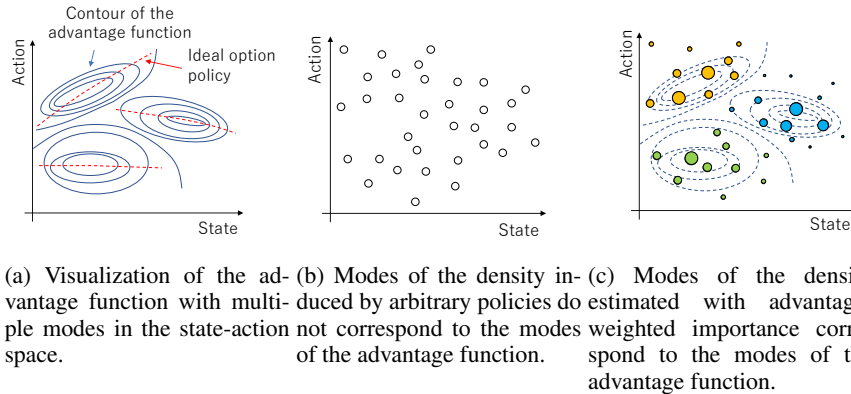 Contour of the
advantage function
Ideal option
policy
Action
State
Action
State
Action
State
(a) Visualization of the ad-
vantage function with multi-
ple modes in the state-action
space.
(b) Modes of the density in-
duced by arbitrary policies do
not correspond to the modes
of the advantage function.
(c) Modes of the densi
estimated with advantag
weighted importance corr
spond to the modes of t
advantage function.